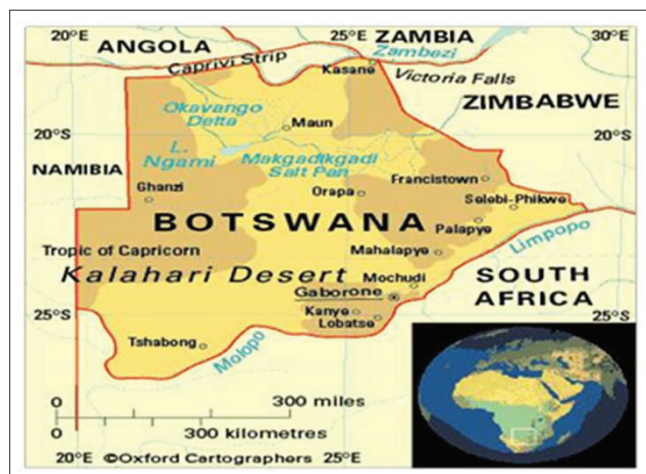 20°E
25°E
30°E
ANGOLA
ZAMBIA
Zambezi
Caprivi Strip
Kasane
Victoria Falls
ZIMBABWE
Okavango
Detta
Maun
20°S
20°S
NAMIBIA
L.
Ngami
Makgadikgadi
Salt Pan
Ghanzi
Orapa
Francistown
Selebi-Phikwe
BOTSWANA
Palapye
Limpopo
Tropic of Capricorn
Mahalapye
Kalahari Desert
Mochudi
SOUTH
AFRICA
Gaborone
Kanye
Lobatse
25°S
25°S
Tshabong
Molopo
0
300 miles
0
300 kilometres
20°E
©Oxford Cartographers
25°E